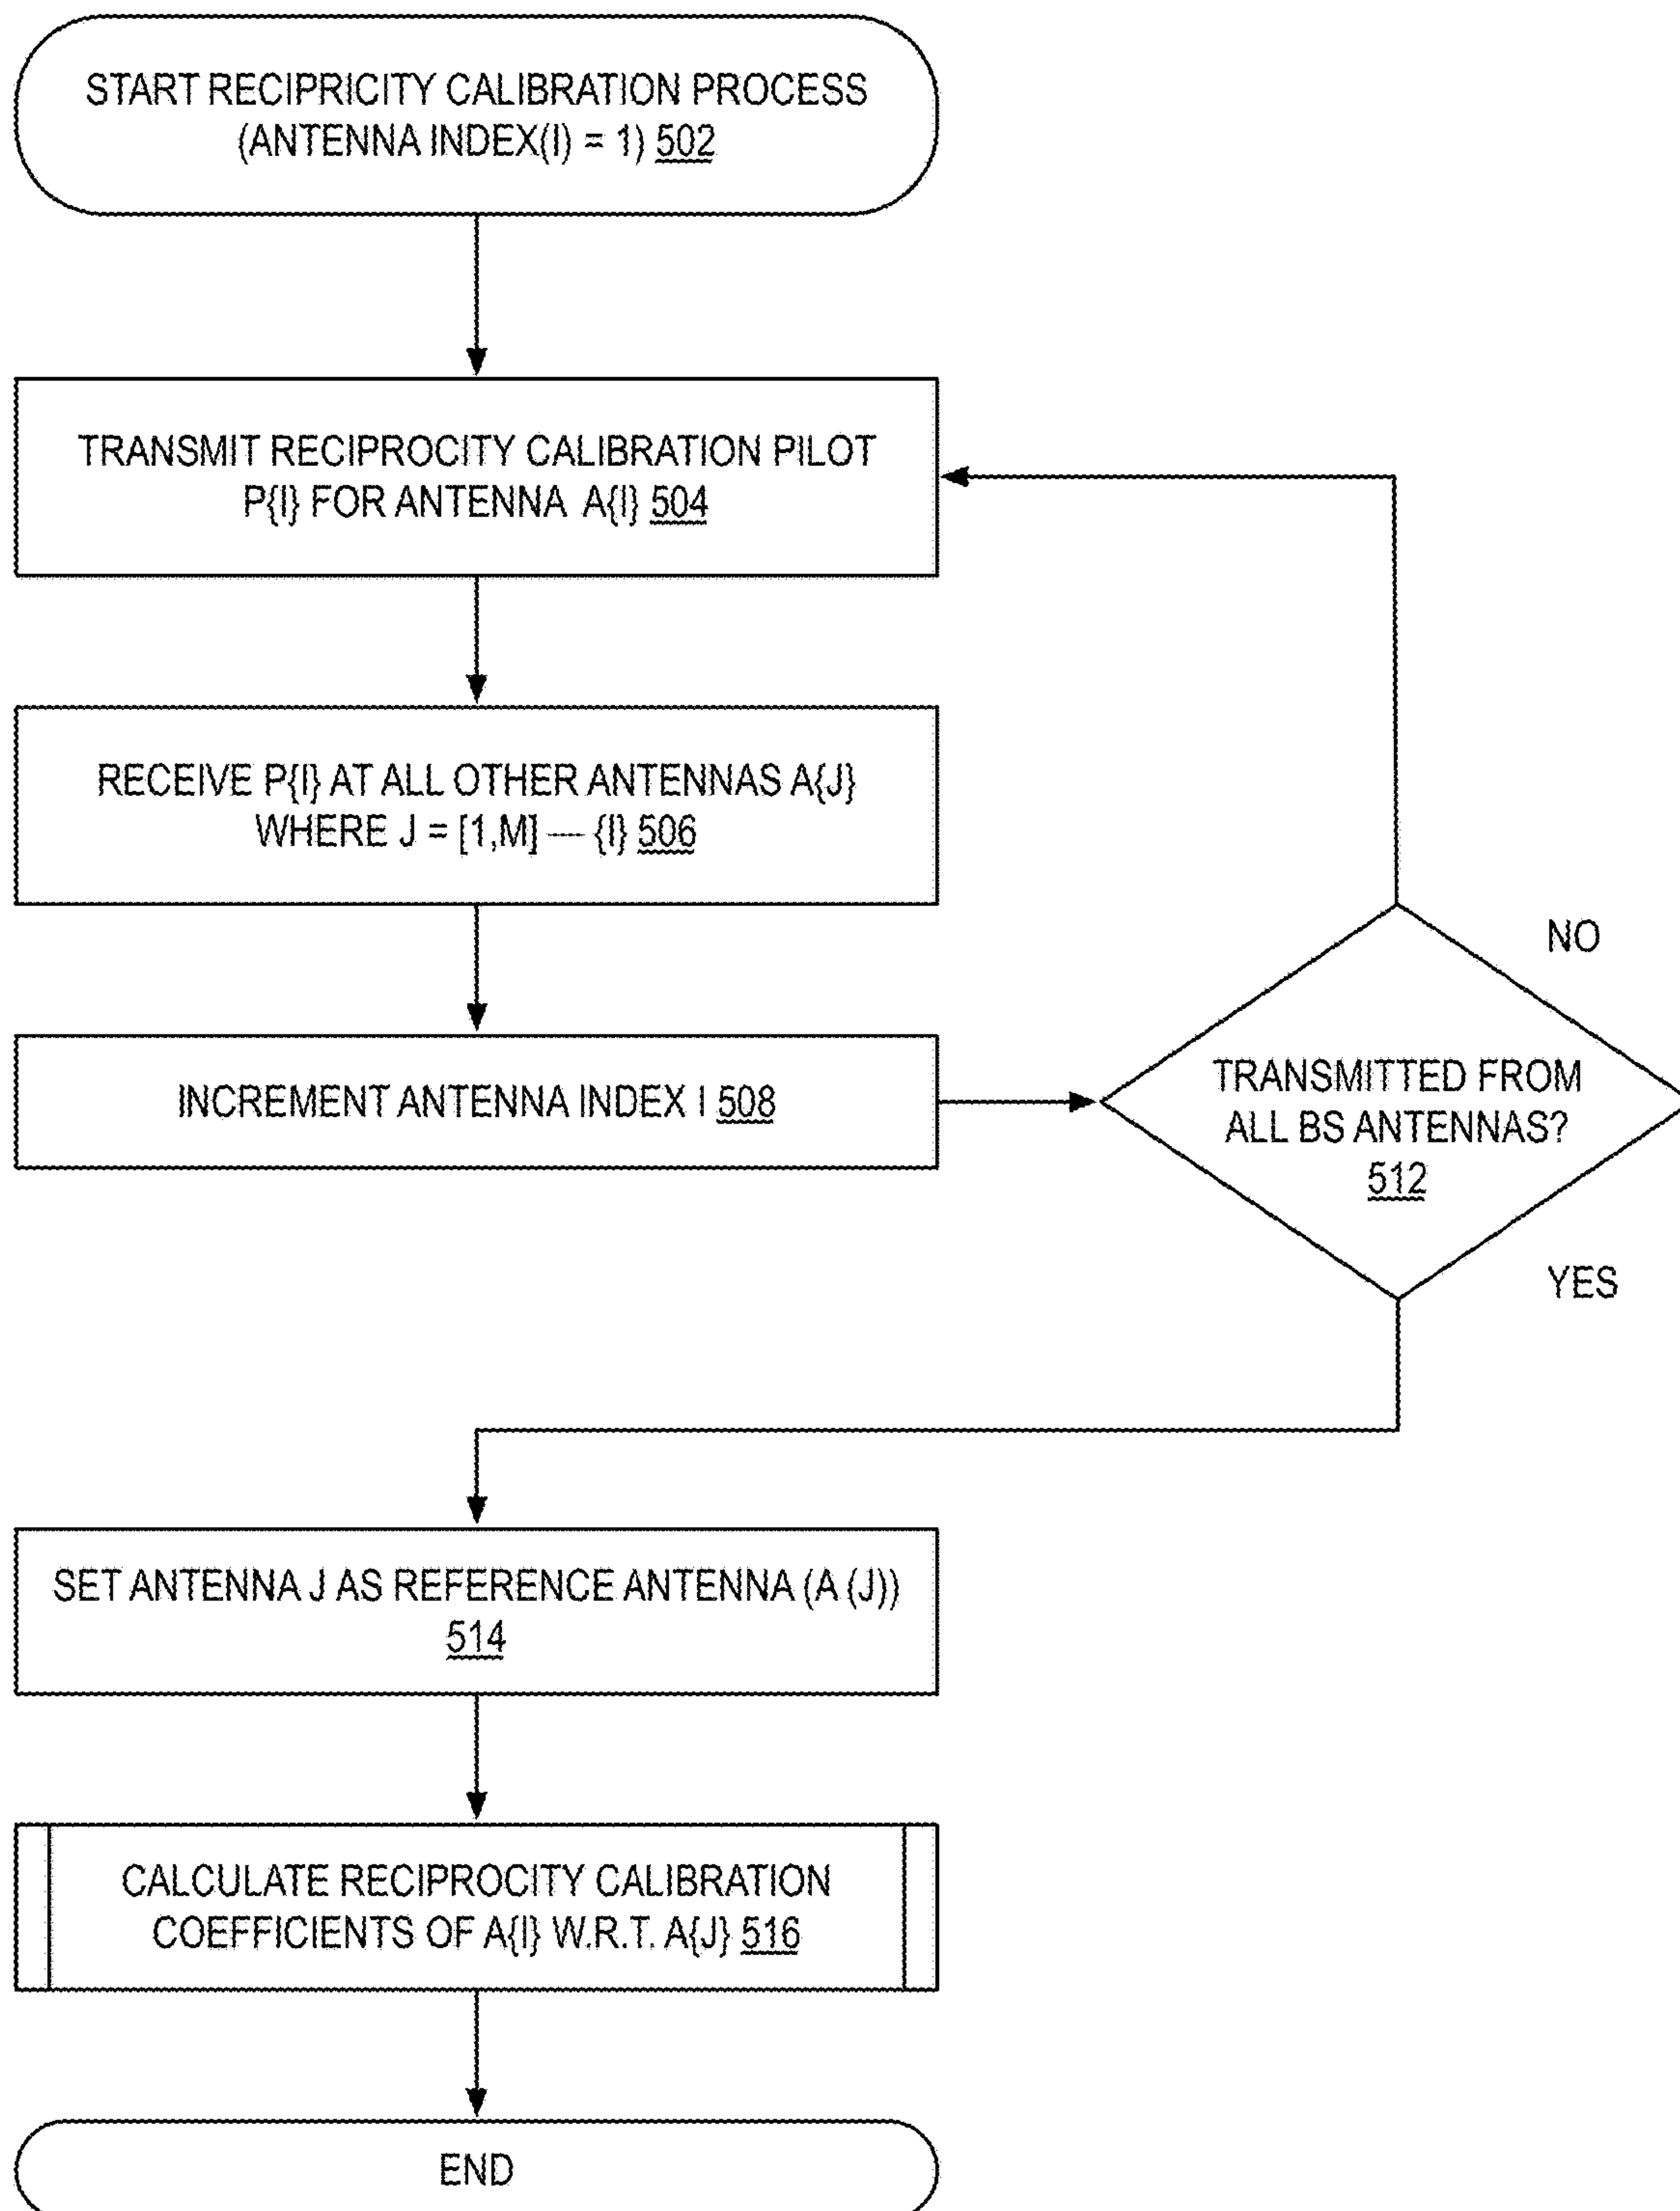 START RECIPRICITY CALIBRATION PROCESS
(ANTENNA INDEX(I) = 1) 502
TRANSMIT RECIPROCITY CALIBRATION PILOT
P{I} FOR ANTENNA A{I} 504
RECEIVE P{I} AT ALL OTHER ANTENNAS A{J}
WHERE J = [1,M] — {I} 506
INCREMENT ANTENNA INDEX I 508
NO
TRANSMITTED FROM
ALL BS ANTENNAS?
512
YES
SET ANTENNA J AS REFERENCE ANTENNA (A (J))
514
CALCULATE RECIPROCITY CALIBRATION
COEFFICIENTS OF A{I} W.R.T. A{J} 516
END